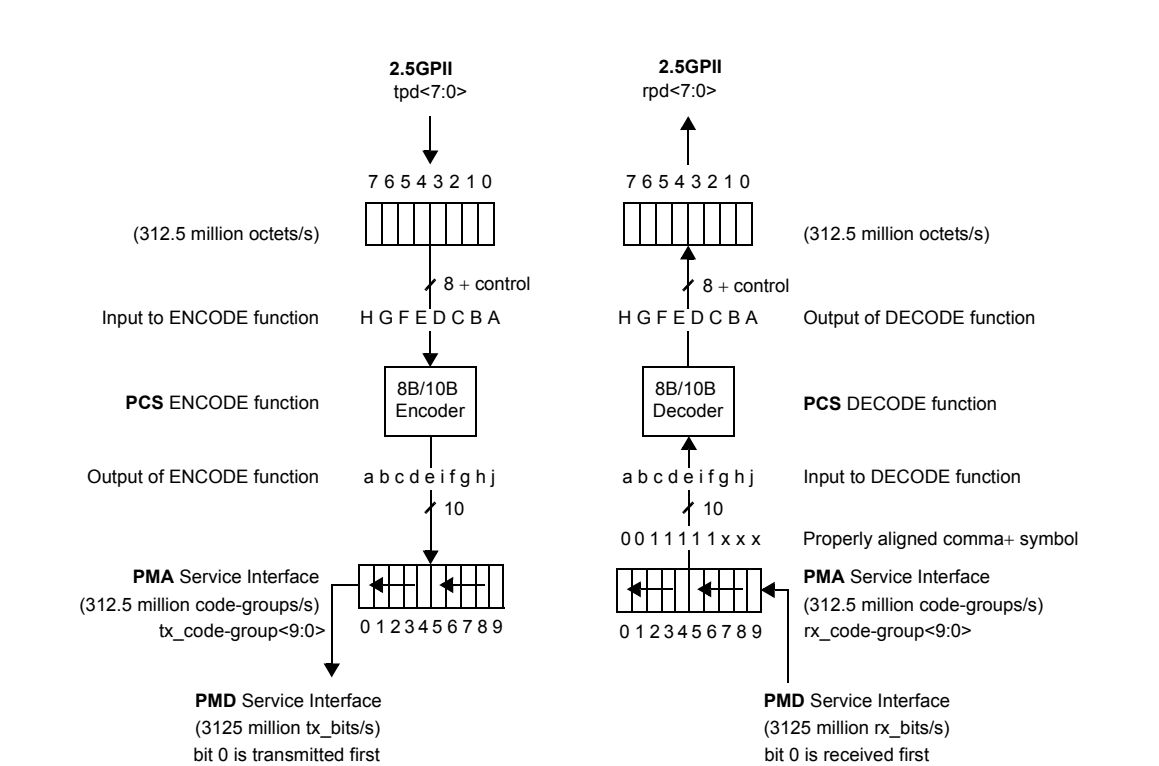 2.5GPII
tpd<7:0>
7 6 5 4 3 2 1 0
(312.5 million octets/s)
8 + control
Input to ENCODE function
H G F E D C B A
PCS ENCODE function
8B/10B
Encoder
Output of ENCODE function
a b c d e i f g h j
10
PMA Service Interface
(312.5 million code-groups/s)
tx_code-group<9:0>
0 1 2 3 4 5 6 7 8 9
PMD Service Interface
(3125 million tx_bits/s)
bit 0 is transmitted first
2.5GPII
rpd<7:0>
7 6 5 4 3 2 1 0
(312.5 million octets/s)
8 + control
H G F E D C B A
Output of DECODE function
8B/10B
Decoder
PCS DECODE function
a b c d e i f g h j
Input to DECODE function
10
0 0 1 1 1 1 1 x x x
Properly aligned comma+ symbol
PMA Service Interface
(312.5 million code-groups/s)
rx_code-group<9:0>
0 1 2 3 4 5 6 7 8 9
PMD Service Interface
(3125 million rx_bits/s)
bit 0 is received first